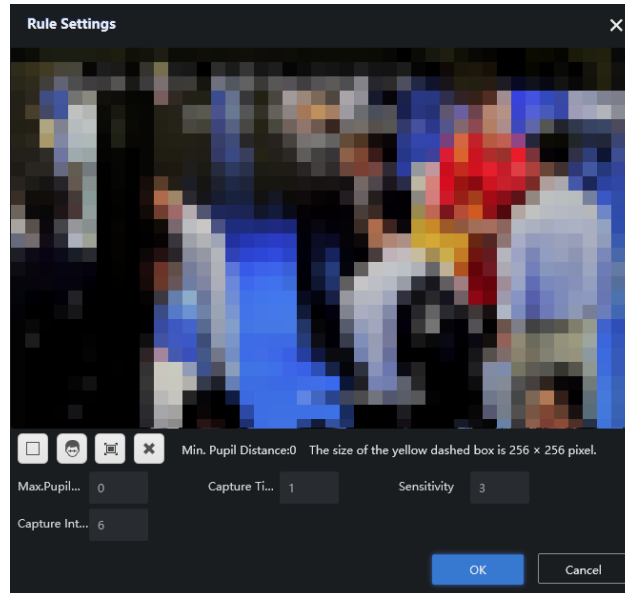 Rule Settings
Min. Pupil Distance:0 The size of the yellow dashed box is 256 × 256 pixel.
Max.Pupil... 0 Capture Ti... 1 Sensitivity 3
Capture Int... 6
OK Cancel